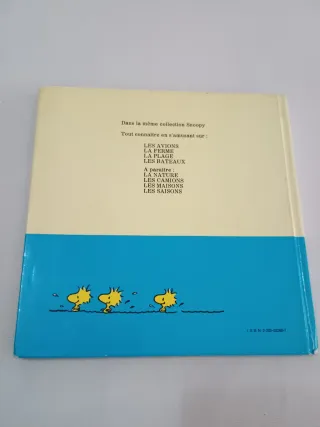 Dans la même collection Snoopy
Tout connaître en s'amusant sur :
LES AVIONS
LA FERME
LA PLAGE
LES BATEAUX
A paraître :
LA NATURE
LES CAMIONS
LES MAISONS
LES SAISONS